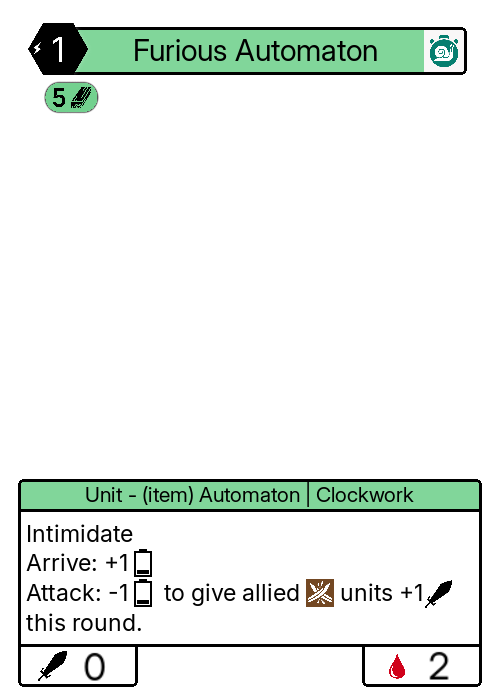 1 Furious Automaton
5
Unit - (item) Automaton | Clockwork
Intimidate
Arrive: +1
Attack: -1 to give allied units +1
this round.
0 2